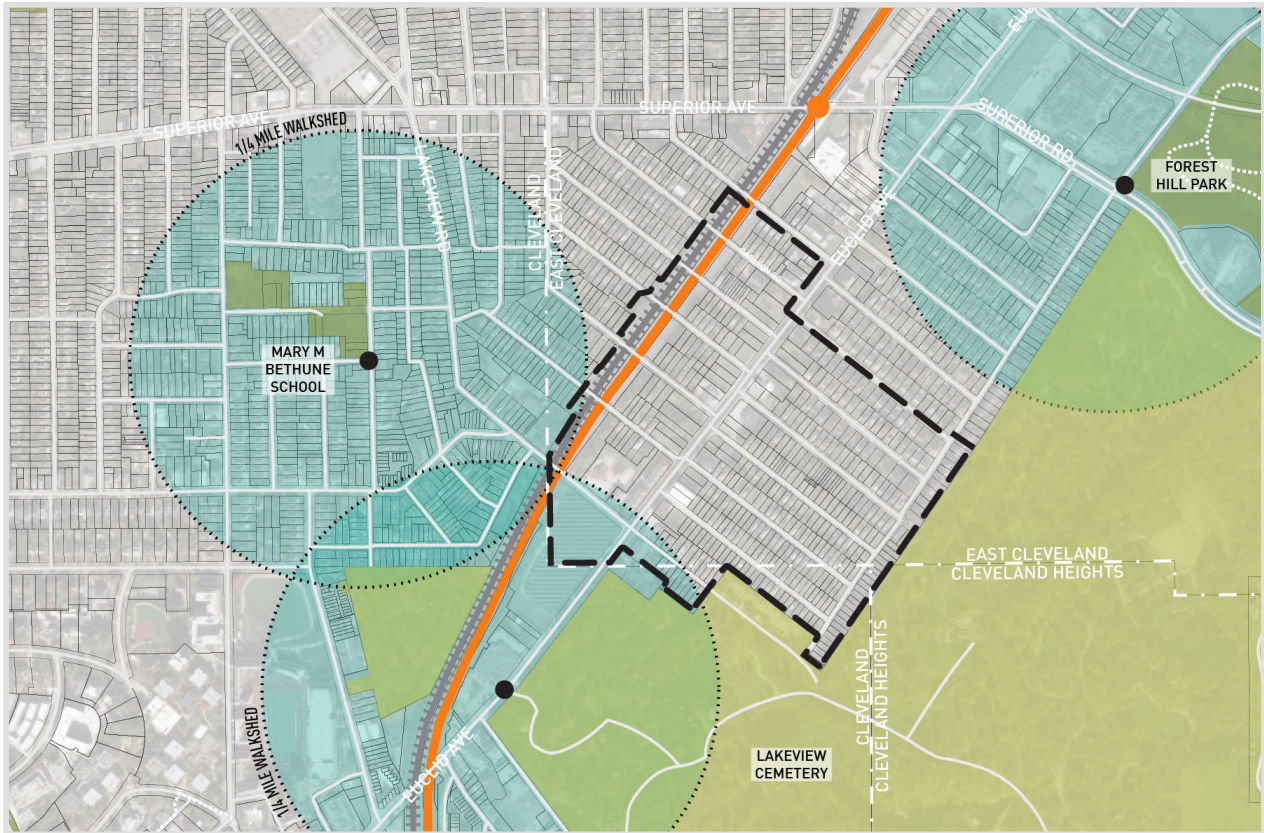 EUC
SUPERIOR AVE
SUPERIOR AVE
1/4 MILE WALKSHED
LAKEVIEW RD
CLEVELAND
EAST CLEVELAND
SUPERIOR RD
FOREST
HILL PARK
EUCLID AVE
MARY M
BETHUNE
SCHOOL
EAST CLEVELAND
CLEVELAND HEIGHTS
CLEVELAND
CLEVELAND HEIGHTS
1/4 MILE WALKSHED
EUCLID AVE
LAKEVIEW
CEMETERY